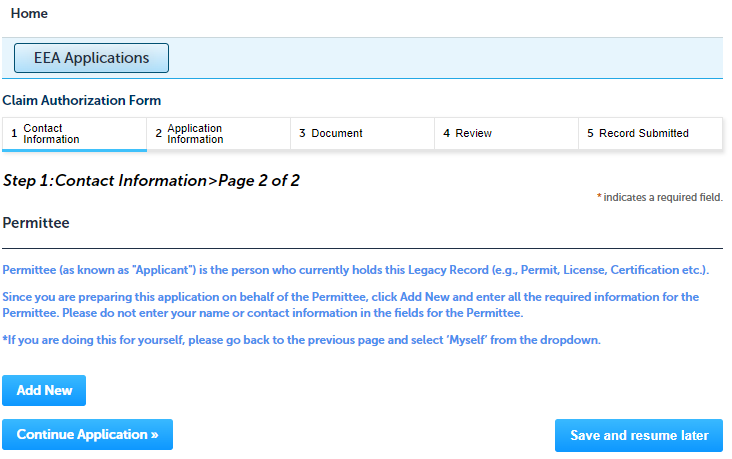 Home
EEA Applications
Claim Authorization Form
1 Contact Information
2 Application Information
3 Document
4 Review
5 Record Submitted
Step 1:Contact Information>Page 2 of 2
* indicates a required field.
Permittee
Permittee (as known as "Applicant") is the person who currently holds this Legacy Record (e.g., Permit, License, Certification etc.).
Since you are preparing this application on behalf of the Permittee, click Add New and enter all the required information for the
Permittee. Please do not enter your name or contact information in the fields for the Permittee.
*If you are doing this for yourself, please go back to the previous page and select 'Myself' from the dropdown.
Add New
Continue Application »
Save and resume later